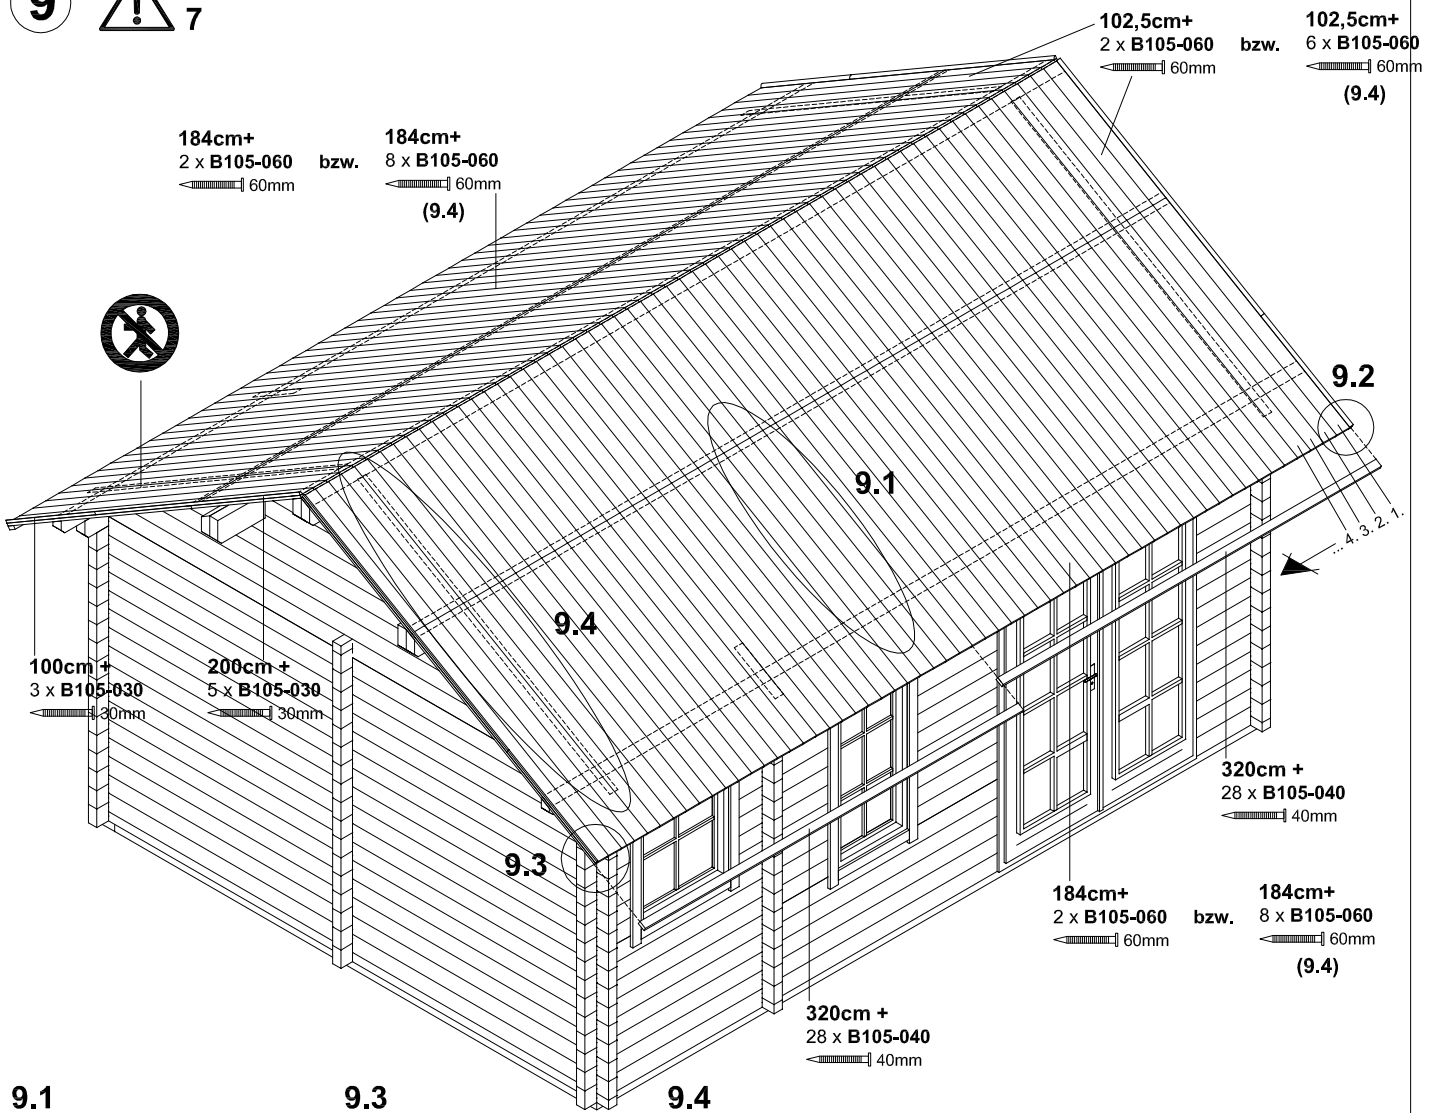 9
7
102,5cm+
2 x B105-060 bzw.
60mm
102,5cm+
6 x B105-060
60mm
(9.4)
184cm+
2 x B105-060 bzw.
60mm
184cm+
8 x B105-060
60mm
(9.4)
9.2
9.1
... 4. 3. 2. 1.
9.4
100cm +
3 x B105-030
30mm
200cm +
5 x B105-030
30mm
9.3
320cm +
28 x B105-040
40mm
184cm+
2 x B105-060 bzw.
60mm
184cm+
8 x B105-060
60mm
(9.4)
320cm +
28 x B105-040
40mm
9.1
9.3
9.4